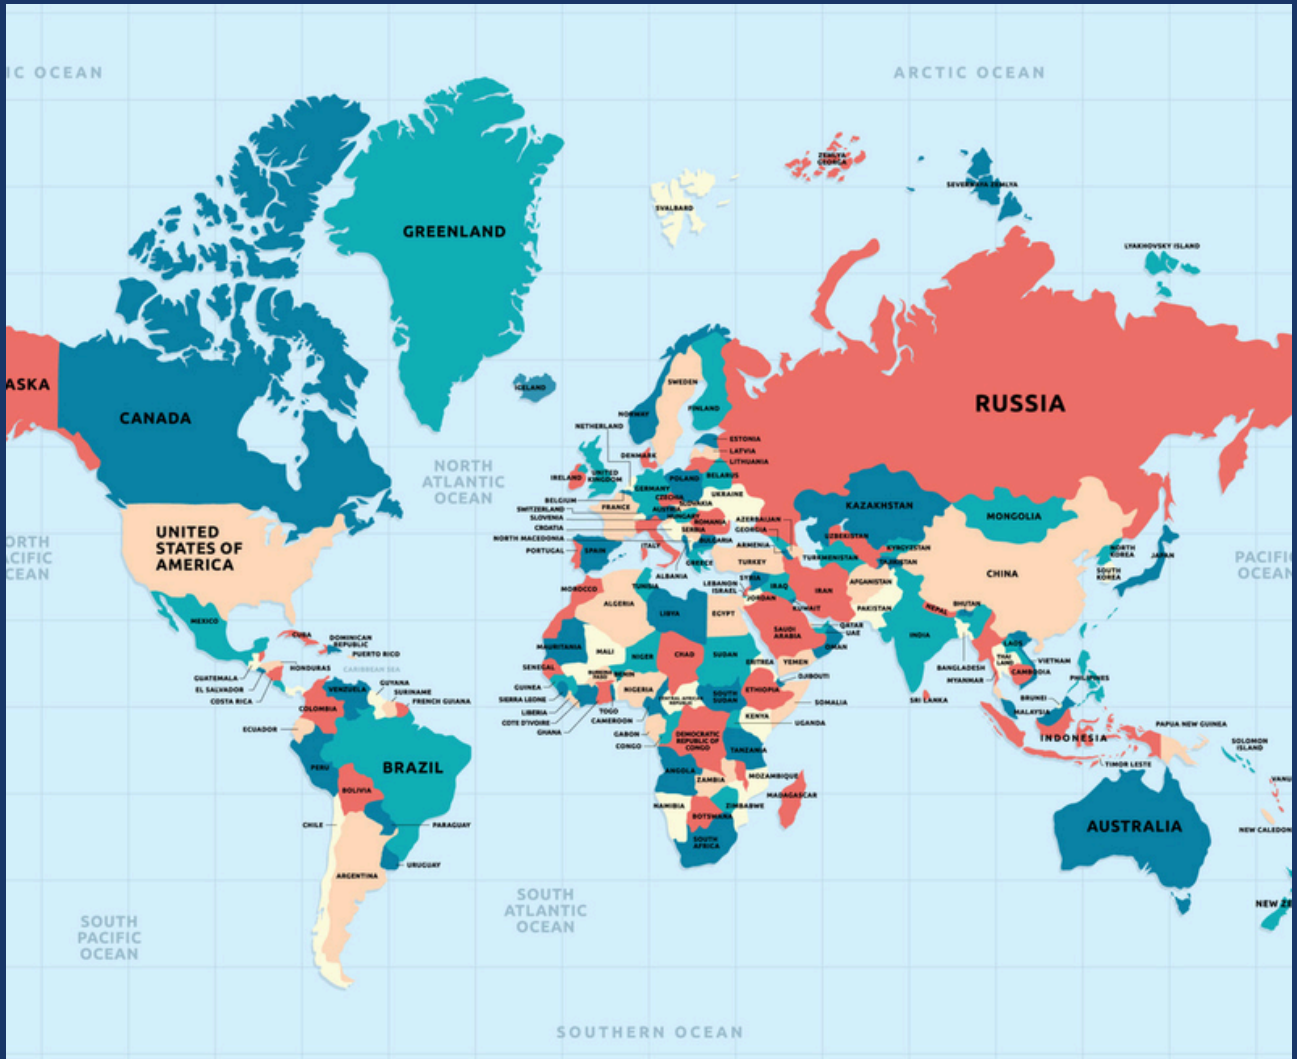 IC OCEAN
ARCTIC OCEAN
ZEMLYA
GEORGA
SEVERNAYA ZEMLYA
SVALBARD
GREENLAND
LYAKHOVSKY ISLAND
ASKA
CANADA
ICELAND
SWEDEN
NORWAY
FINLAND
RUSSIA
NETHERLAND
ESTONIA
LATVIA
LITHUANIA
DENMARK
NORTH
ATLANTIC
OCEAN
IRELAND
UNITED
KINGDOM
BELARUS
POLAND
GERMANY
BELGIUM
CZECHIA
SLOVAKIA
UKRAINE
FRANCE
SWITZERLAND
AUSTRIA
HUNGARY
SLOVENIA
ROMANIA
CROATIA
SERBIA
NORTH MACEDONIA
BULGARIA
PORTUGAL
SPAIN
ITALY
GREECE
ALBANIA
AZERBAIJAN
GEORGIA
ARMENIA
TURKEY
KAZAKHSTAN
MONGOLIA
UZBEKISTAN
KYRGYZSTAN
TURKMENISTAN
TAJIKISTAN
UNITED
STATES OF
AMERICA
ORTH
CIFIC
CEAN
NORTH
KOREA
JAPAN
SOUTH
KOREA
PACIFI
OCEAN
CHINA
MOROCCO
TUNISIA
ALGERIA
LIBYA
EGYPT
LEBANON
ISRAEL
SYRIA
IRAQ
JORDAN
KUWAIT
IRAN
AFGANISTAN
PAKISTAN
NEPAL
BHUTAN
INDIA
SAUDI
ARABIA
QATAR
UAE
OMAN
YEMEN
MEXICO
CUBA
DOMINICAN
REPUBLIC
PUERTO RICO
HONDURAS
CARIBBEAN SEA
GUATEMALA
EL SALVADOR
COSTA RICA
GUYANA
SURINAME
FRENCH GUIANA
VENEZUELA
COLOMBIA
ECUADOR
MAURITANIA
MALI
NIGER
CHAD
SUDAN
ERITREA
DJIBOUTI
SENEGAL
BURKINA
FASO
BENIN
NIGERIA
GUINEA
SIERRA LEONE
LIBERIA
COTE D'IVOIRE
GHANA
TOGO
CAMEROON
CENTRAL AFRICAN
REPUBLIC
SOUTH
SUDAN
ETHIOPIA
SOMALIA
KENYA
UGANDA
GABON
CONGO
DEMOCRATIC
REPUBLIC OF
CONGO
TANZANIA
LAOS
THAI
LAND
VIETNAM
CAMBODIA
BANGLADESH
MYANMAR
SRI LANKA
PHILIPINES
BRUNEI
MALAYSIA
INDONESIA
PAPUA NEW GUINEA
SOLOMON
ISLAND
TIMOR LESTE
PERU
BRAZIL
BOLIVIA
CHILE
PARAGUAY
URUGUAY
ARGENTINA
ANGOLA
ZAMBIA
MOZAMBIQUE
MADAGASCAR
NAMIBIA
ZIMBABWE
BOTSWANA
SOUTH
AFRICA
AUSTRALIA
VANU
NEW CALEDON
NEW ZE
SOUTH
ATLANTIC
OCEAN
SOUTH
PACIFIC
OCEAN
SOUTHERN OCEAN